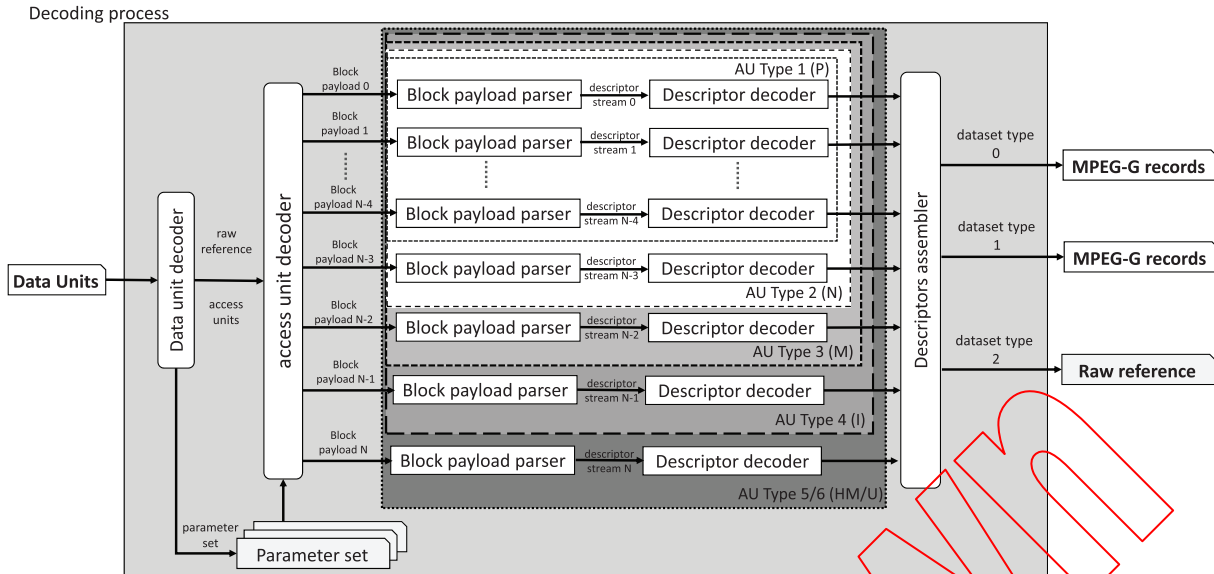 Decoding process
Data Units
Data unit decoder
raw
reference
access
units
parameter
set
Parameter set
access unit decoder
Block
payload 0
Block payload parser
descriptor
stream 0
Descriptor decoder
AU Type 1 (P)
Block
payload 1
Block payload parser
descriptor
stream 1
Descriptor decoder
Block
payload N-4
Block payload parser
descriptor
stream N-4
Descriptor decoder
Block
payload N-3
Block payload parser
descriptor
stream N-3
Descriptor decoder
AU Type 2 (N)
Block
payload N-2
Block payload parser
descriptor
stream N-2
Descriptor decoder
AU Type 3 (M)
Block
payload N-1
Block payload parser
descriptor
stream N-1
Descriptor decoder
AU Type 4 (I)
Block
payload N
Block payload parser
descriptor
stream N
Descriptor decoder
AU Type 5/6 (HM/U)
Descriptors assembler
dataset type
0
MPEG-G records
dataset type
1
MPEG-G records
dataset type
2
Raw reference